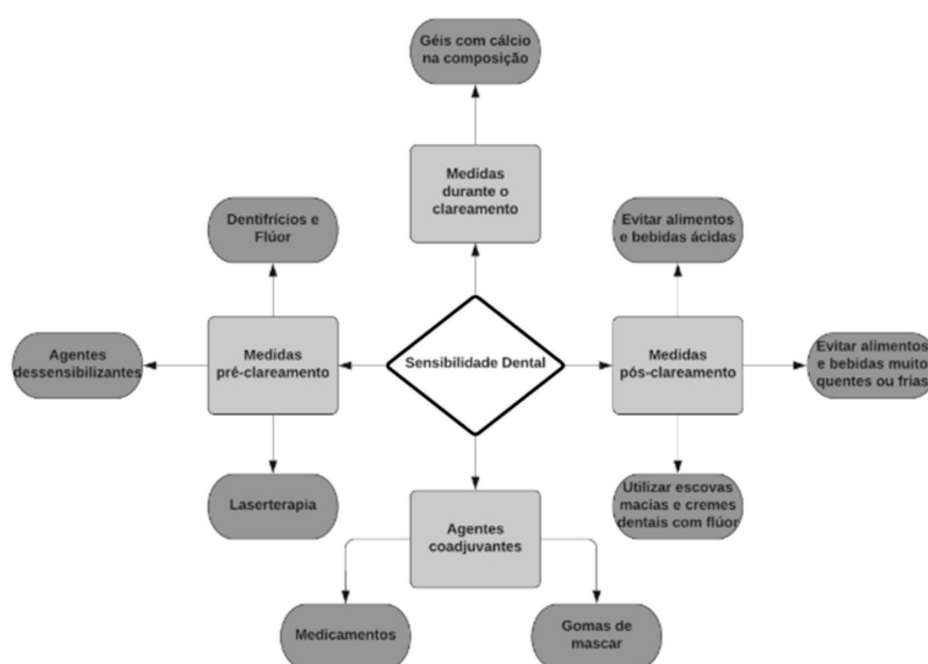 Géis com cálcio
na composição
Medidas
durante o
clareamento
Dentifrícios e
Flúor
Evitar alimentos
e bebidas ácidas
Agentes
dessensibilizantes
Medidas
pré-clareamento
Sensibilidade Dental
Medidas
pós-clareamento
Evitar alimentos
e bebidas muito
quentes ou frias
Laserterapia
Agentes
coadjuvantes
Utilizar escovas
macias e cremes
dentais com flúor
Medicamentos
Gomas de
mascar